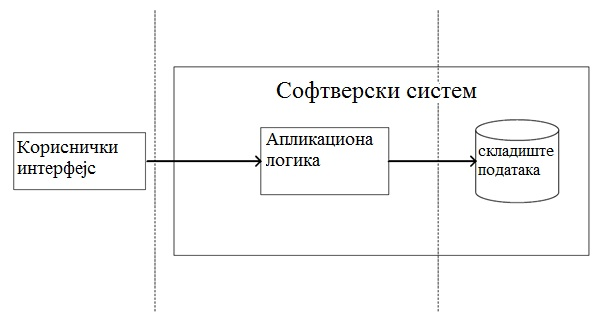 Софтверски систем
Кориснички
интерфејс
Апликациона
логика
складиште
података